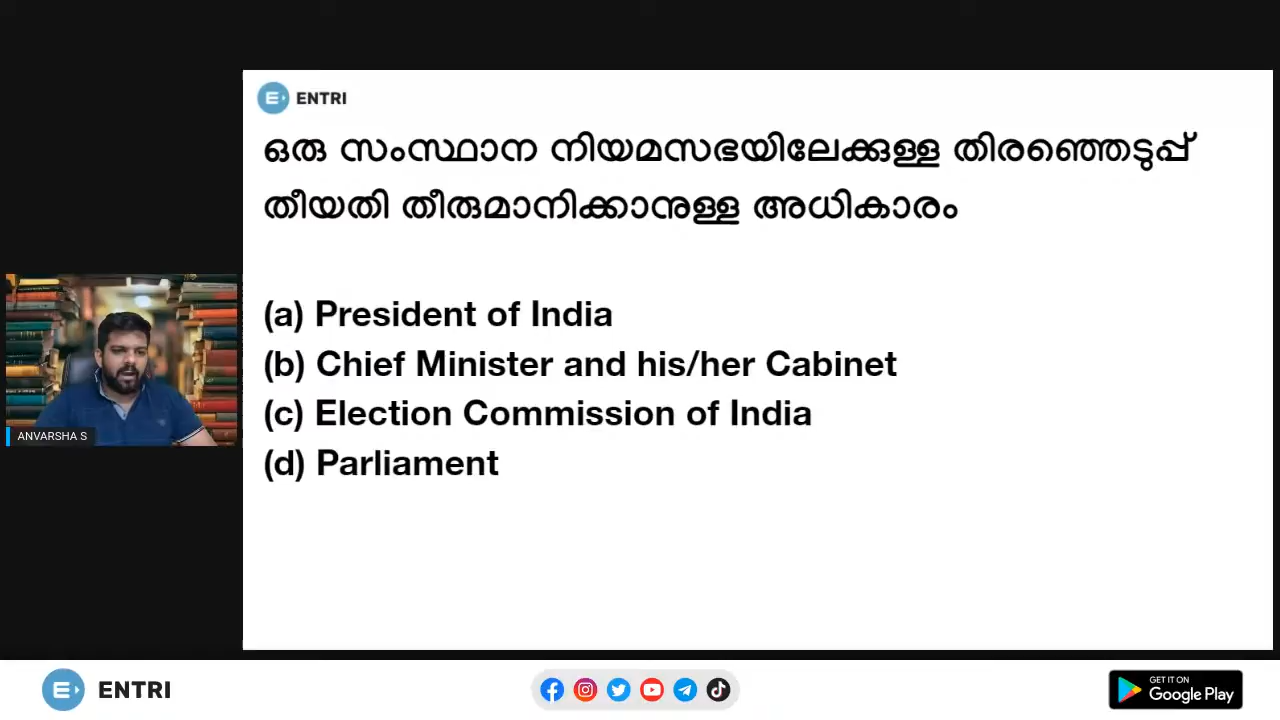 ENTRI
ഒരു സംസ്ഥാന നിയമസഭയിലേക്കുള്ള തിരഞ്ഞെടുപ്പ്
തീയതി തീരുമാനിക്കാനുള്ള അധികാരം
(a) President of India
(b) Chief Minister and his/her Cabinet
(c) Election Commission of India
(d) Parliament
ANVARSHA S
ENTRI
GET IT ON
Google Play